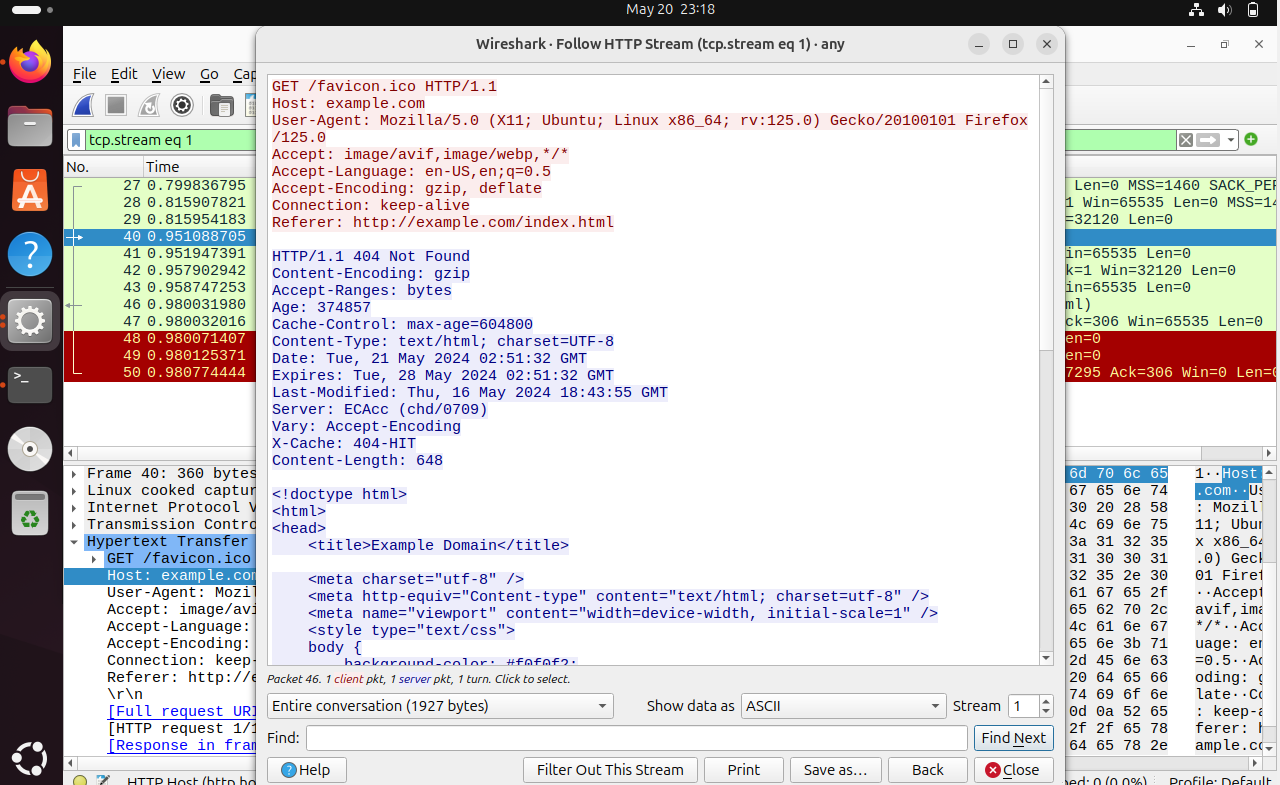 May 20 23:18
Wireshark · Follow HTTP Stream (tcp.stream eq 1) · any
File Edit View Go Cap
tcp.stream eq 1
No. Time
27 0.799836795
28 0.815907821
29 0.815954183
40 0.951088705
41 0.951947391
42 0.957902942
43 0.958747253
46 0.980031980
47 0.980032016
48 0.980071407
49 0.980125371
50 0.980774444
GET /favicon.ico HTTP/1.1
Host: example.com
User-Agent: Mozilla/5.0 (X11; Ubuntu; Linux x86_64; rv:125.0) Gecko/20100101 Firefox
/125.0
Accept: image/avif,image/webp,*/*
Accept-Language: en-US,en;q=0.5
Accept-Encoding: gzip, deflate
Connection: keep-alive
Referer: http://example.com/index.html
HTTP/1.1 404 Not Found
Content-Encoding: gzip
Accept-Ranges: bytes
Age: 374857
Cache-Control: max-age=604800
Content-Type: text/html; charset=UTF-8
Date: Tue, 21 May 2024 02:51:32 GMT
Expires: Tue, 28 May 2024 02:51:32 GMT
Last-Modified: Thu, 16 May 2024 18:43:55 GMT
Server: ECAcc (chd/0709)
Vary: Accept-Encoding
X-Cache: 404-HIT
Content-Length: 648
<!doctype html>
<html>
<head>
<title>Example Domain</title>
<meta charset="utf-8" />
<meta http-equiv="Content-type" content="text/html; charset=utf-8" />
<meta name="viewport" content="width=device-width, initial-scale=1" />
<style type="text/css">
body {
background-color: #f0f0f2;
Packet 46. 1 client pkt, 1 server pkt, 1 turn. Click to select.
Entire conversation (1927 bytes) Show data as ASCII Stream 1
Find: Find Next
Help Filter Out This Stream Print Save as… Back Close
Len=0 MSS=1460 SACK_PER
1 Win=65535 Len=0 MSS=14
=32120 Len=0
in=65535 Len=0
k=1 Win=32120 Len=0
in=65535 Len=0
ml)
ck=306 Win=65535 Len=0
en=0
en=0
7295 Ack=306 Win=0 Len=0
Frame 40: 360 bytes
Linux cooked captur
Internet Protocol V
Transmission Contro
Hypertext Transfer
GET /favicon.ico
Host: example.com
User-Agent: Mozil
Accept: image/avi
Accept-Language:
Accept-Encoding:
Connection: keep-
Referer: http://e
\r\n
[Full request URI
[HTTP request 1/1
[Response in fram
6d 70 6c 65 1··Host
67 65 6e 74 .com··Us
30 20 28 58 : Mozill
4c 69 6e 75 11; Ubun
3a 31 32 35 x x86_64
31 30 30 31 .0) Geck
32 35 2e 30 01 Firef
61 67 65 2f ··Accept
65 62 70 2c avif,ima
4c 61 6e 67 */*··Acc
65 6e 3b 71 uage: en
2d 45 6e 63 =0.5··Ac
20 64 65 66 oding: g
74 69 6f 6e late··Co
0d 0a 52 65 : keep-a
2f 2f 65 78 ferer: h
64 65 78 2e ample.co
HTTP Host (http.ho
ped: 0 (0.0%) Profile: Default